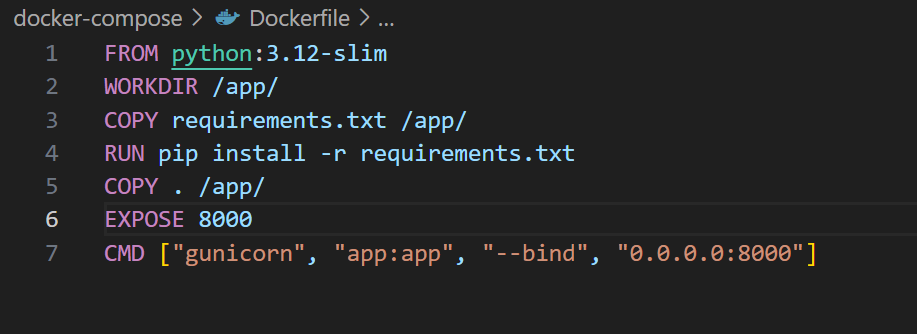 docker-compose > Dockerfile > ...
1 FROM python:3.12-slim
2 WORKDIR /app/
3 COPY requirements.txt /app/
4 RUN pip install -r requirements.txt
5 COPY . /app/
6 EXPOSE 8000
7 CMD ["gunicorn", "app:app", "--bind", "0.0.0.0:8000"]